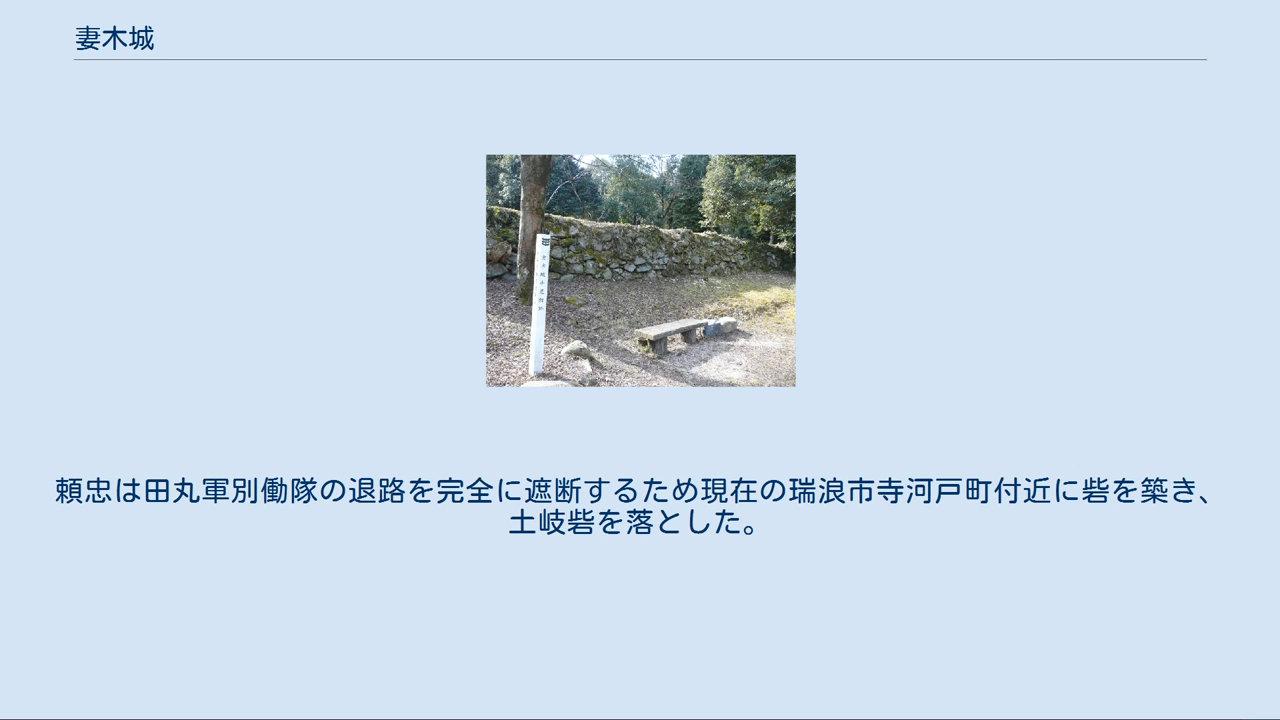 妻木城
頼忠は田丸軍別働隊の退路を完全に遮断するため現在の瑞浪市寺河戸町付近に砦を築き、
土岐砦を落とした。